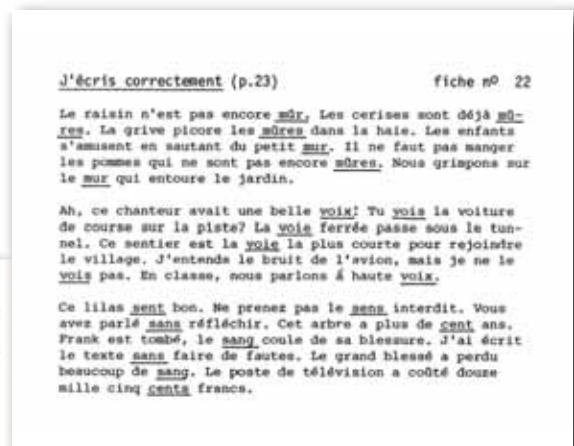 J'écris correctement (p.23) fiche nº 22
Le raisin n'est pas encore mûr. Les cerises sont déjà mû-
res. La grive picore les mûres dans la haie. Les enfants
s'amusent en sautant du petit mur. Il ne faut pas manger
les pommes qui ne sont pas encore mûres. Nous grimpons sur
le mur qui entoure le jardin.
Ah, ce chanteur avait une belle voix! Tu vois la voiture
de course sur la piste? La voie ferrée passe sous le tun-
nel. Ce sentier est la voie la plus courte pour rejoindre
le village. J'entends le bruit de l'avion, mais je ne le
vois pas. En classe, nous parlons à haute voix.
Ce lilas sent bon. Ne prenez pas le sens interdit. Vous
avez parlé sans réfléchir. Cet arbre a plus de cent ans.
Frank est tombé, le sang coule de sa blessure. J'ai écrit
le texte sans faire de fautes. Le grand blessé a perdu
beaucoup de sang. Le poste de télévision a coûté douze
mille cinq cents francs.